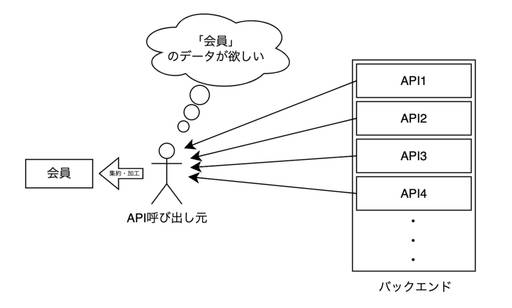 「会員」
のデータが欲しい
API1
API2
API3
API4
会員
集約・加工
API呼び出し元
バックエンド